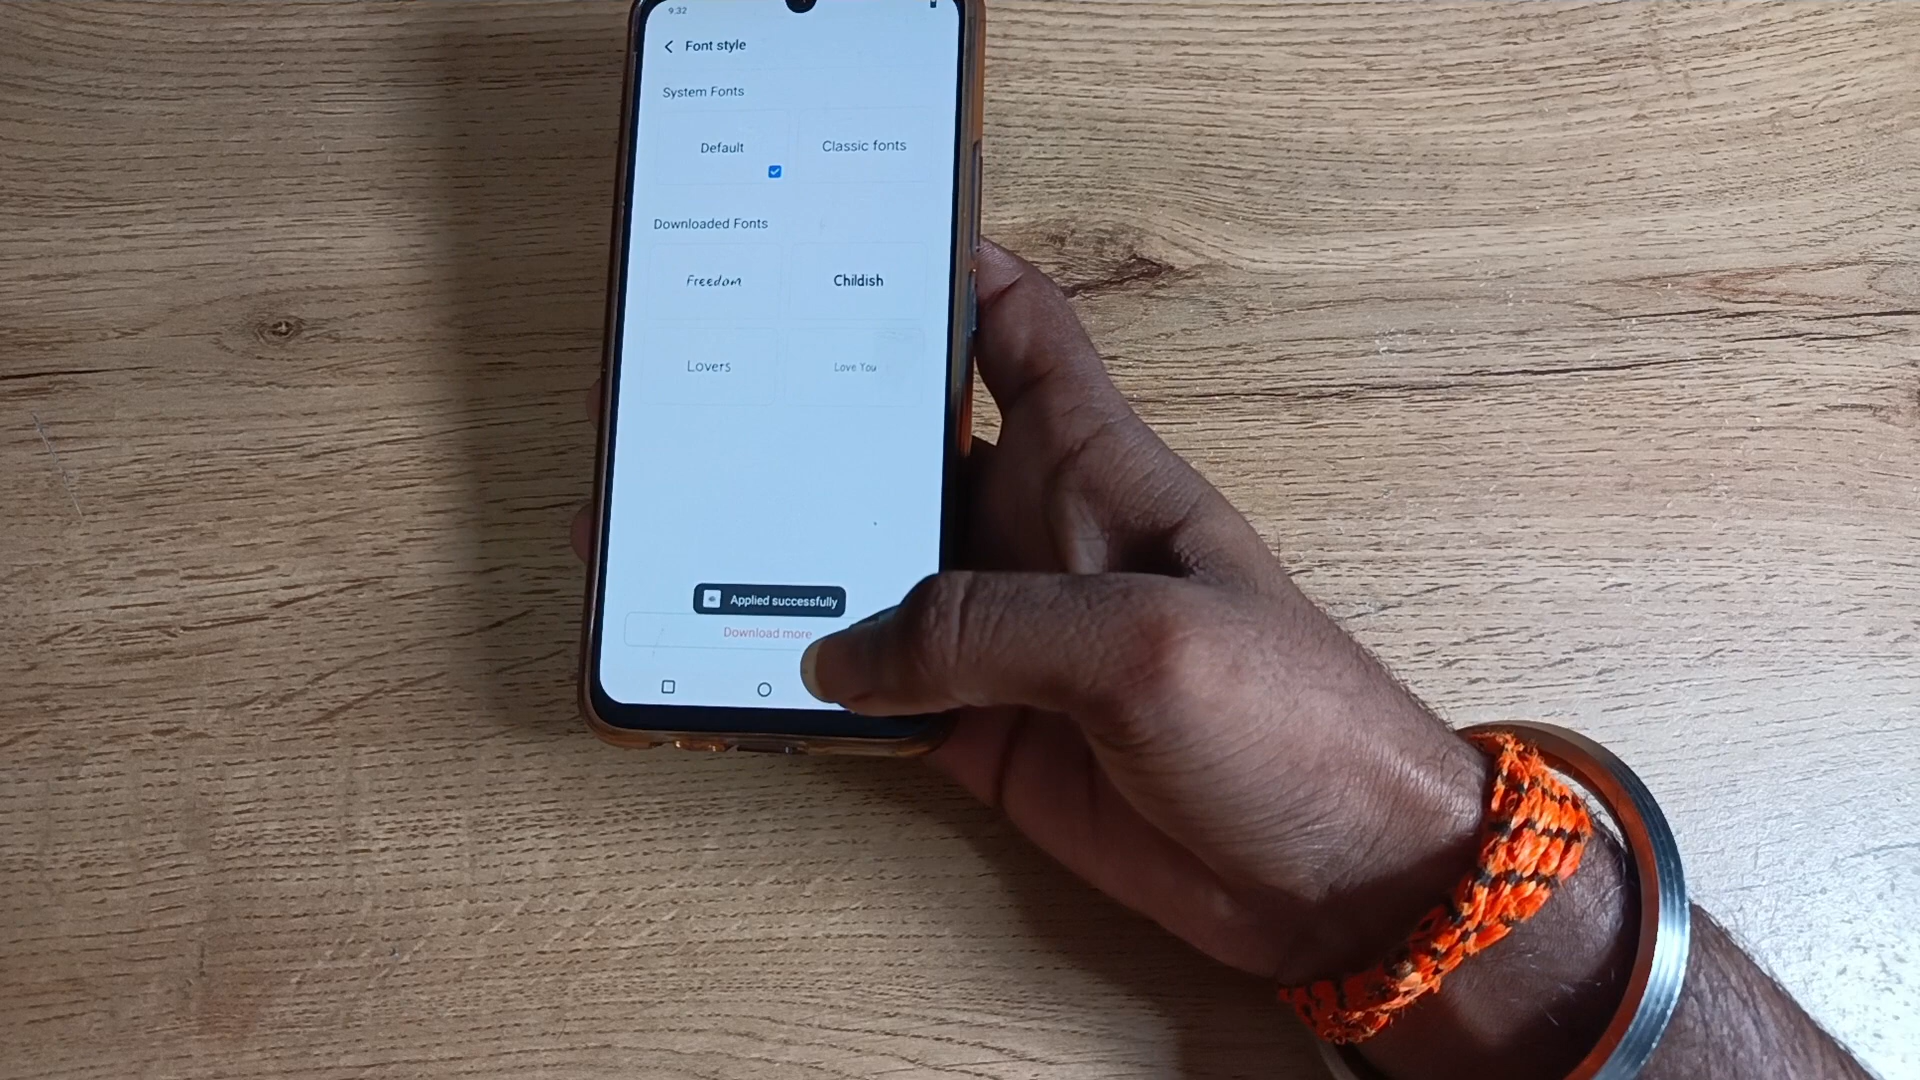 9:32
Font style
System Fonts
Default
Classic fonts
Downloaded Fonts
Freedom
Childish
Lovers
Love You
Applied successfully
Download more